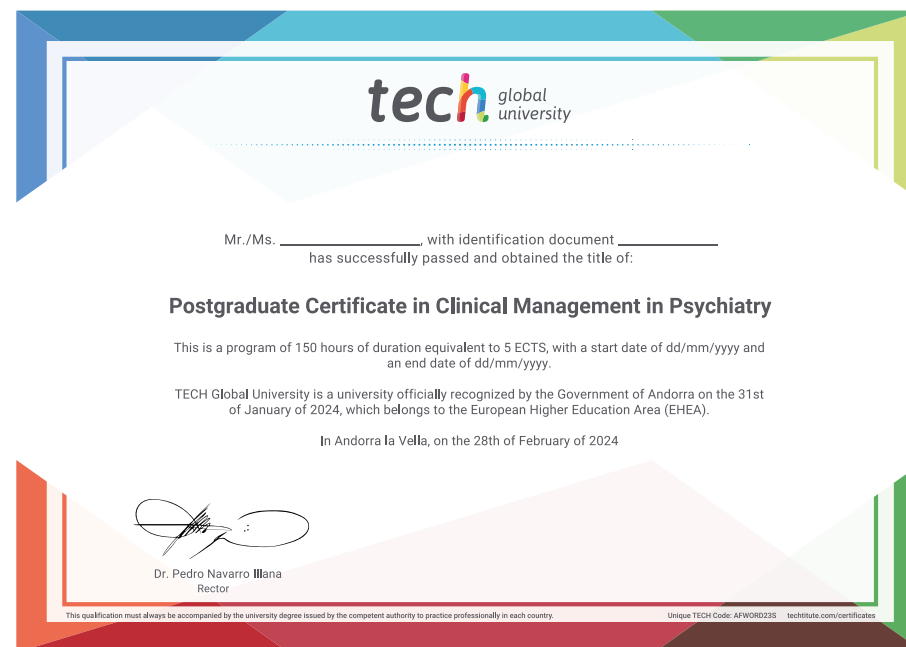 tech global
university
Mr./Ms. ____________, with identification document ____________
has successfully passed and obtained the title of:
Postgraduate Certificate in Clinical Management in Psychiatry
This is a program of 150 hours of duration equivalent to 5 ECTS, with a start date of dd/mm/yyyy and
an end date of dd/mm/yyyy.
TECH Global University is a university officially recognized by the Government of Andorra on the 31st
of January of 2024, which belongs to the European Higher Education Area (EHEA).
In Andorra la Vella, on the 28th of February of 2024
Dr. Pedro Navarro Illana
Rector
This qualification must always be accompanied by the university degree issued by the competent authority to practice professionally in each country.
Unique TECH Code: AFWORD23S techtitute.com/certificates